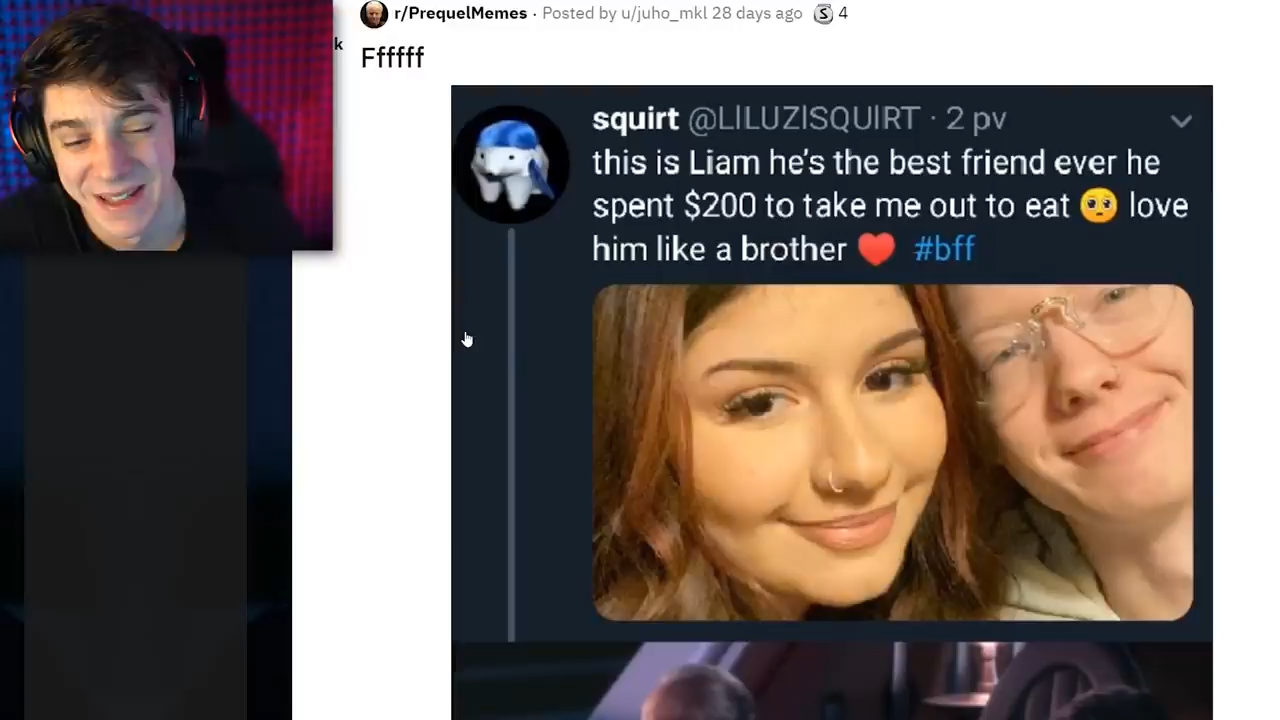 r/PrequelMemes · Posted by u/juho_mkl 28 days ago S 4
k
Ffffff
squirt @LILUZISQUIRT · 2 pv
this is Liam he's the best friend ever he
spent $200 to take me out to eat 🥺 love
him like a brother ♥️ #bff